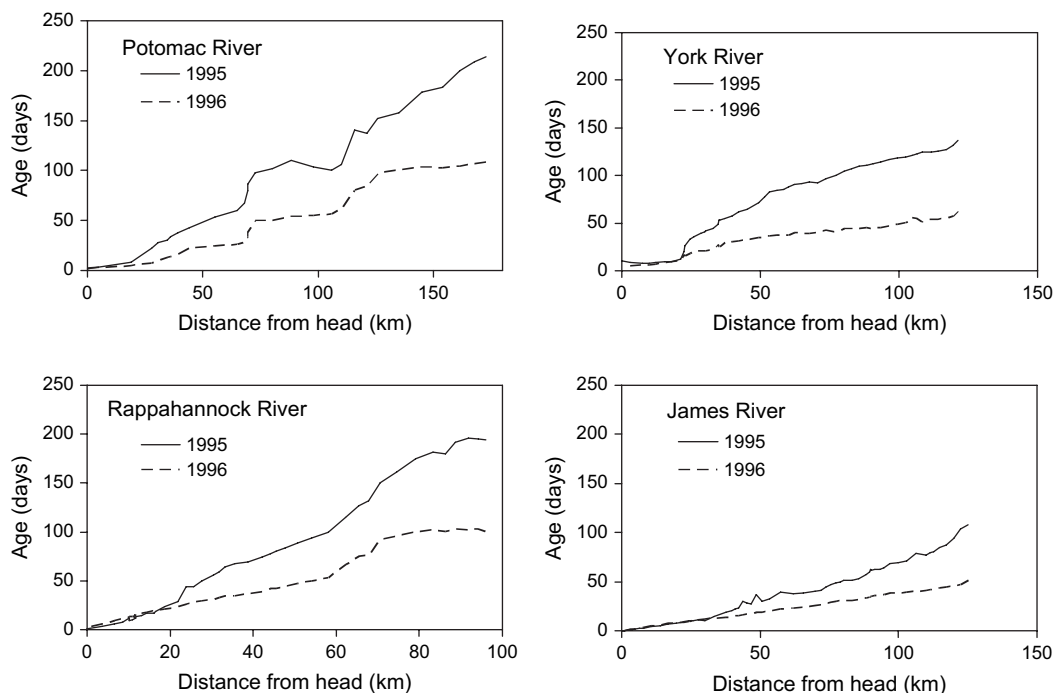 250
200
150
100
50
0
Age (days)
Potomac River
1995
1996
0 50 100 150
Distance from head (km)
250
200
150
100
50
0
Age (days)
York River
1995
1996
0 50 100 150
Distance from head (km)
250
200
150
100
50
0
Age (days)
Rappahannock River
1995
1996
0 20 40 60 80 100
Distance from head (km)
250
200
150
100
50
0
Age (days)
James River
1995
1996
0 50 100 150
Distance from head (km)